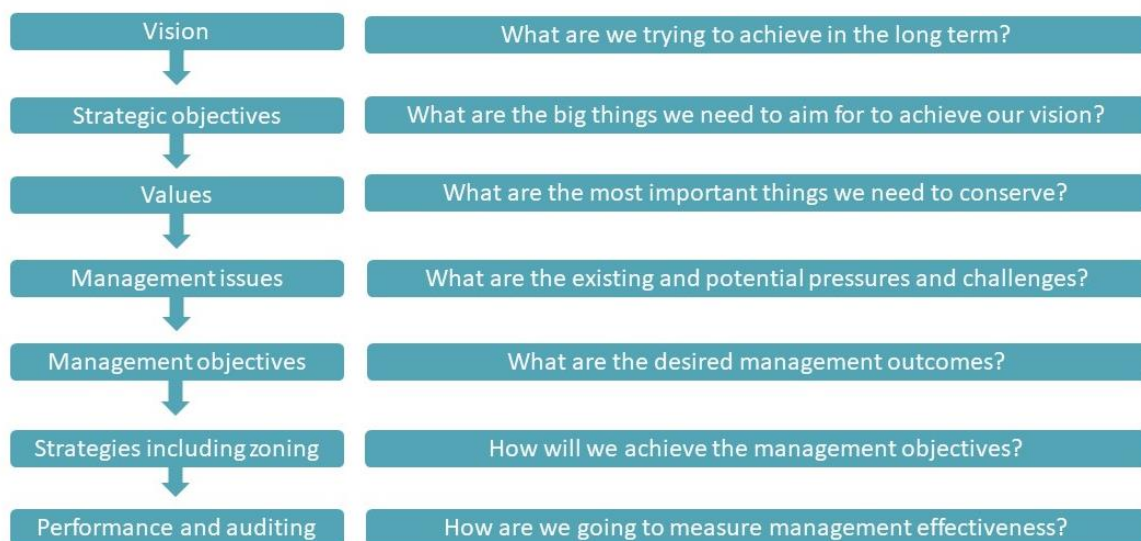 Vision
What are we trying to achieve in the long term?
Strategic objectives
What are the big things we need to aim for to achieve our vision?
Values
What are the most important things we need to conserve?
Management issues
What are the existing and potential pressures and challenges?
Management objectives
What are the desired management outcomes?
Strategies including zoning
How will we achieve the management objectives?
Performance and auditing
How are we going to measure management effectiveness?